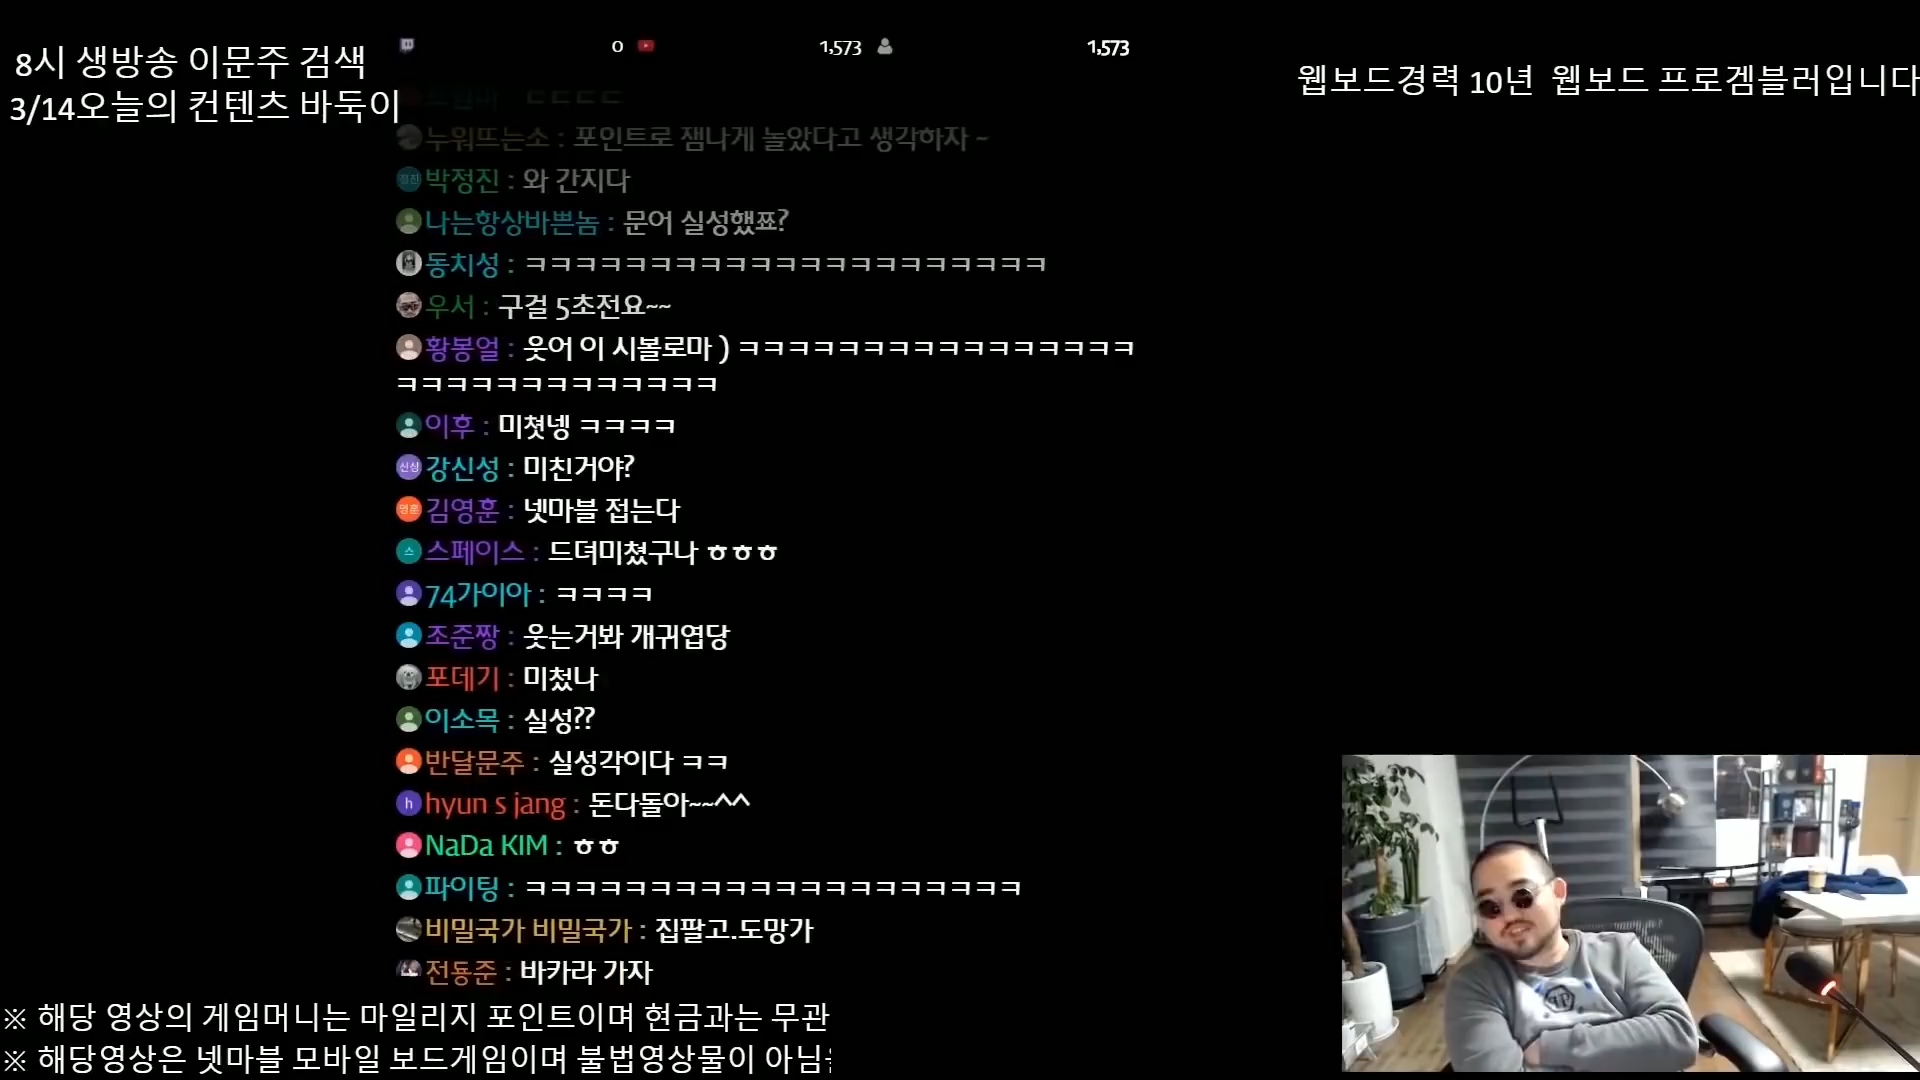 8시 생방송 이문주 검색
3/14오늘의 컨텐츠 바둑이
0 1,573 1,573
웹보드경력 10년 웹보드 프로겜블러입니다
ㄷㄷㄷㄷ
누워뜨는소 : 포인트로 잼나게 놀았다고 생각하자 ~
박정진 : 와 간지다
나는항상바쁜놈 : 문어 실성했쬬?
동치성 : ㅋㅋㅋㅋㅋㅋㅋㅋㅋㅋㅋㅋㅋㅋㅋㅋㅋㅋㅋㅋㅋ
우서 : 구걸 5초전요~~
황봉얼 : 웃어 이 시볼로마 ) ㅋㅋㅋㅋㅋㅋㅋㅋㅋㅋㅋㅋㅋㅋㅋㅋ
ㅋㅋㅋㅋㅋㅋㅋㅋㅋㅋㅋㅋㅋ
이후 : 미쳣넹 ㅋㅋㅋㅋ
신성 강신성 : 미친거야?
영훈 김영훈 : 넷마블 접는다
스 스페이스 : 드뎌미쳤구나 ㅎㅎㅎ
74가이아 : ㅋㅋㅋㅋ
조준짱 : 웃는거봐 개귀엽당
포데기 : 미쳤나
이소목 : 실성??
반달문주 : 실성각이다 ㅋㅋ
h hyun s jang : 돈다돌아~~^^
NaDa KIM : ㅎㅎ
파이팅 : ㅋㅋㅋㅋㅋㅋㅋㅋㅋㅋㅋㅋㅋㅋㅋㅋㅋㅋㅋㅋ
비밀국가 비밀국가 : 집팔고.도망가
전동준 : 바카라 가자
※ 해당 영상의 게임머니는 마일리지 포인트이며 현금과는 무관
※ 해당영상은 넷마블 모바일 보드게임이며 불법영상물이 아님